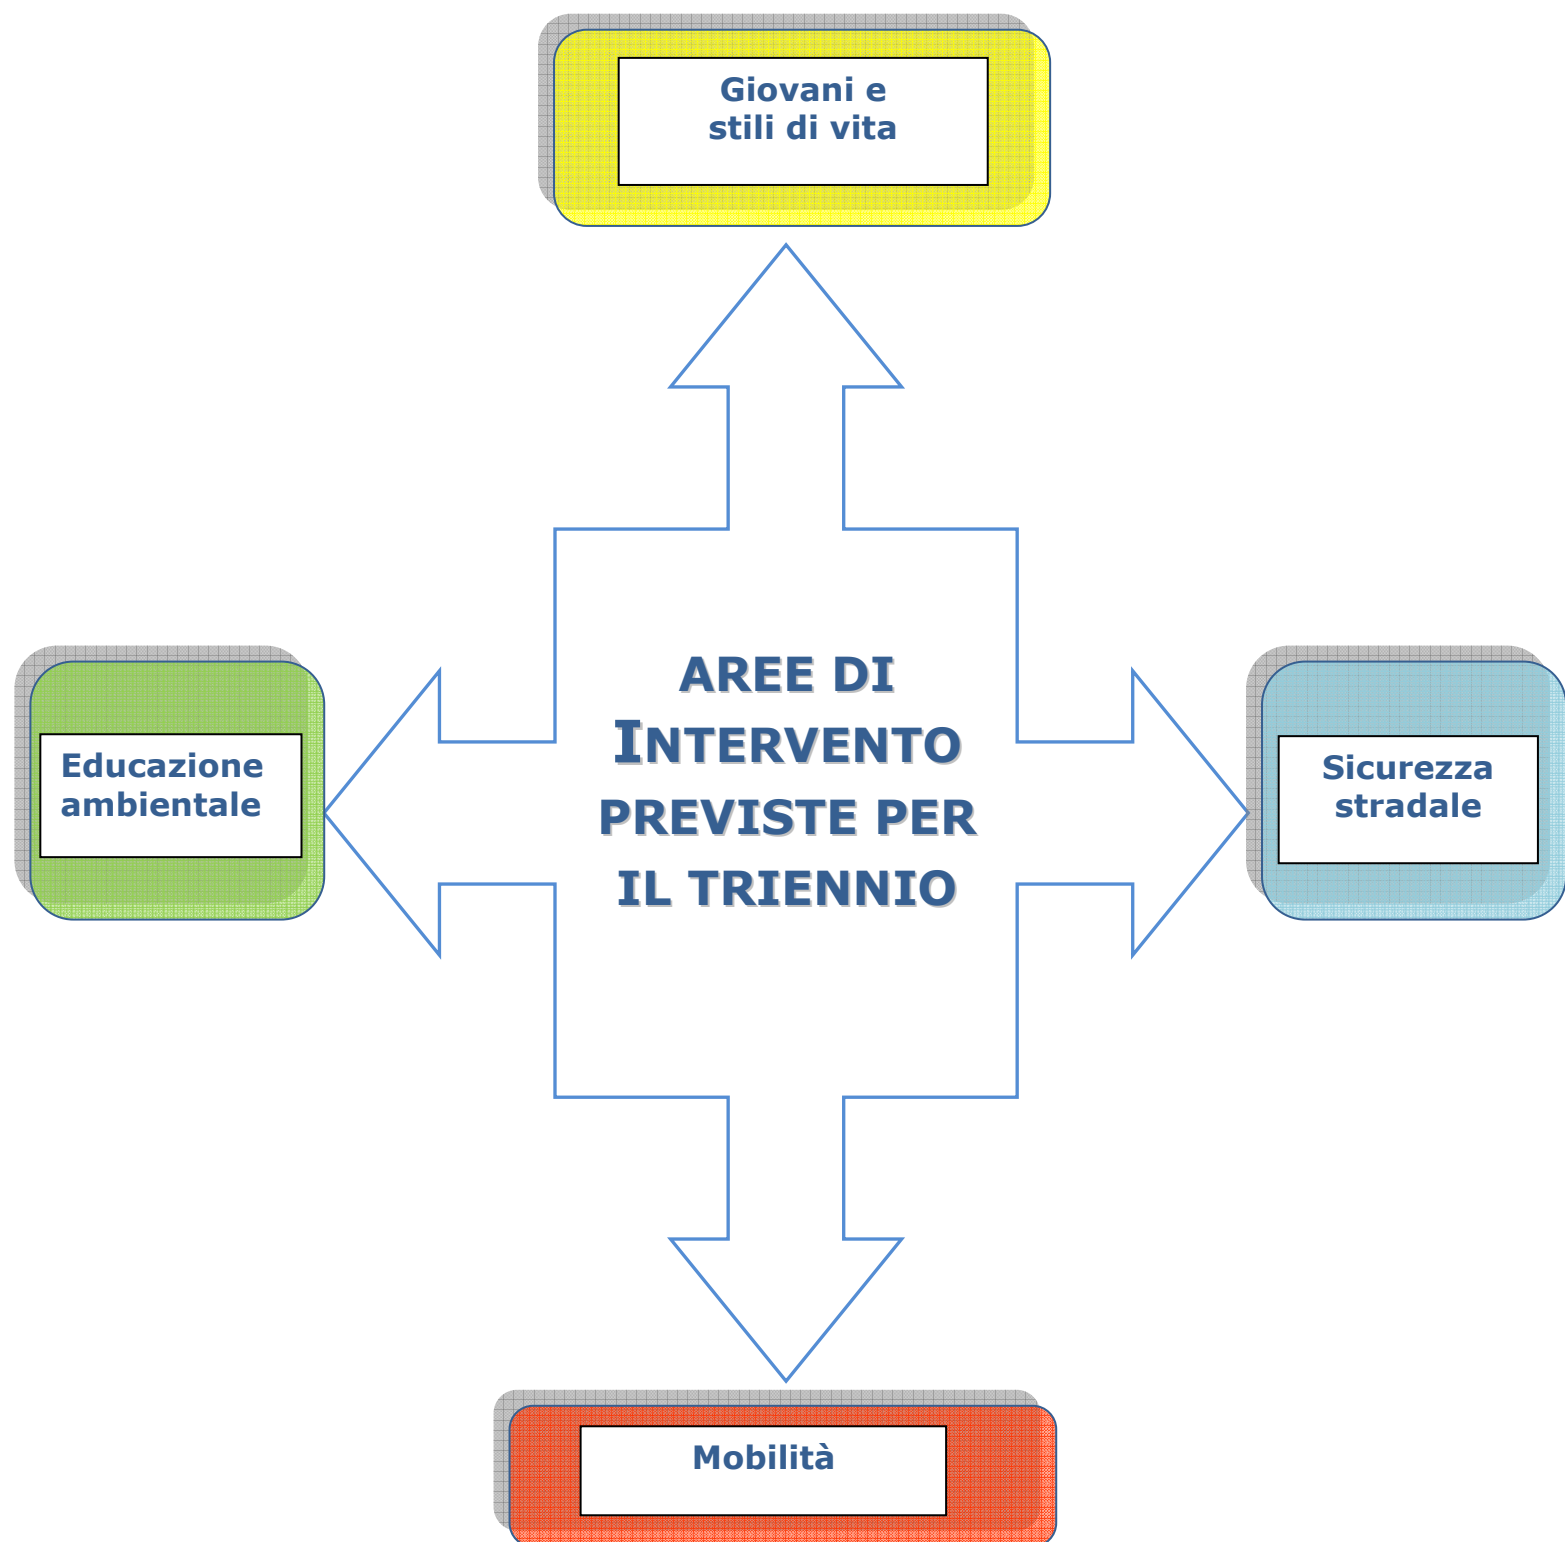 Giovani e
stili di vita
AREE DI
INTERVENTO
PREVISTE PER
IL TRIENNIO
Educazione
ambientale
Sicurezza
stradale
Mobilità